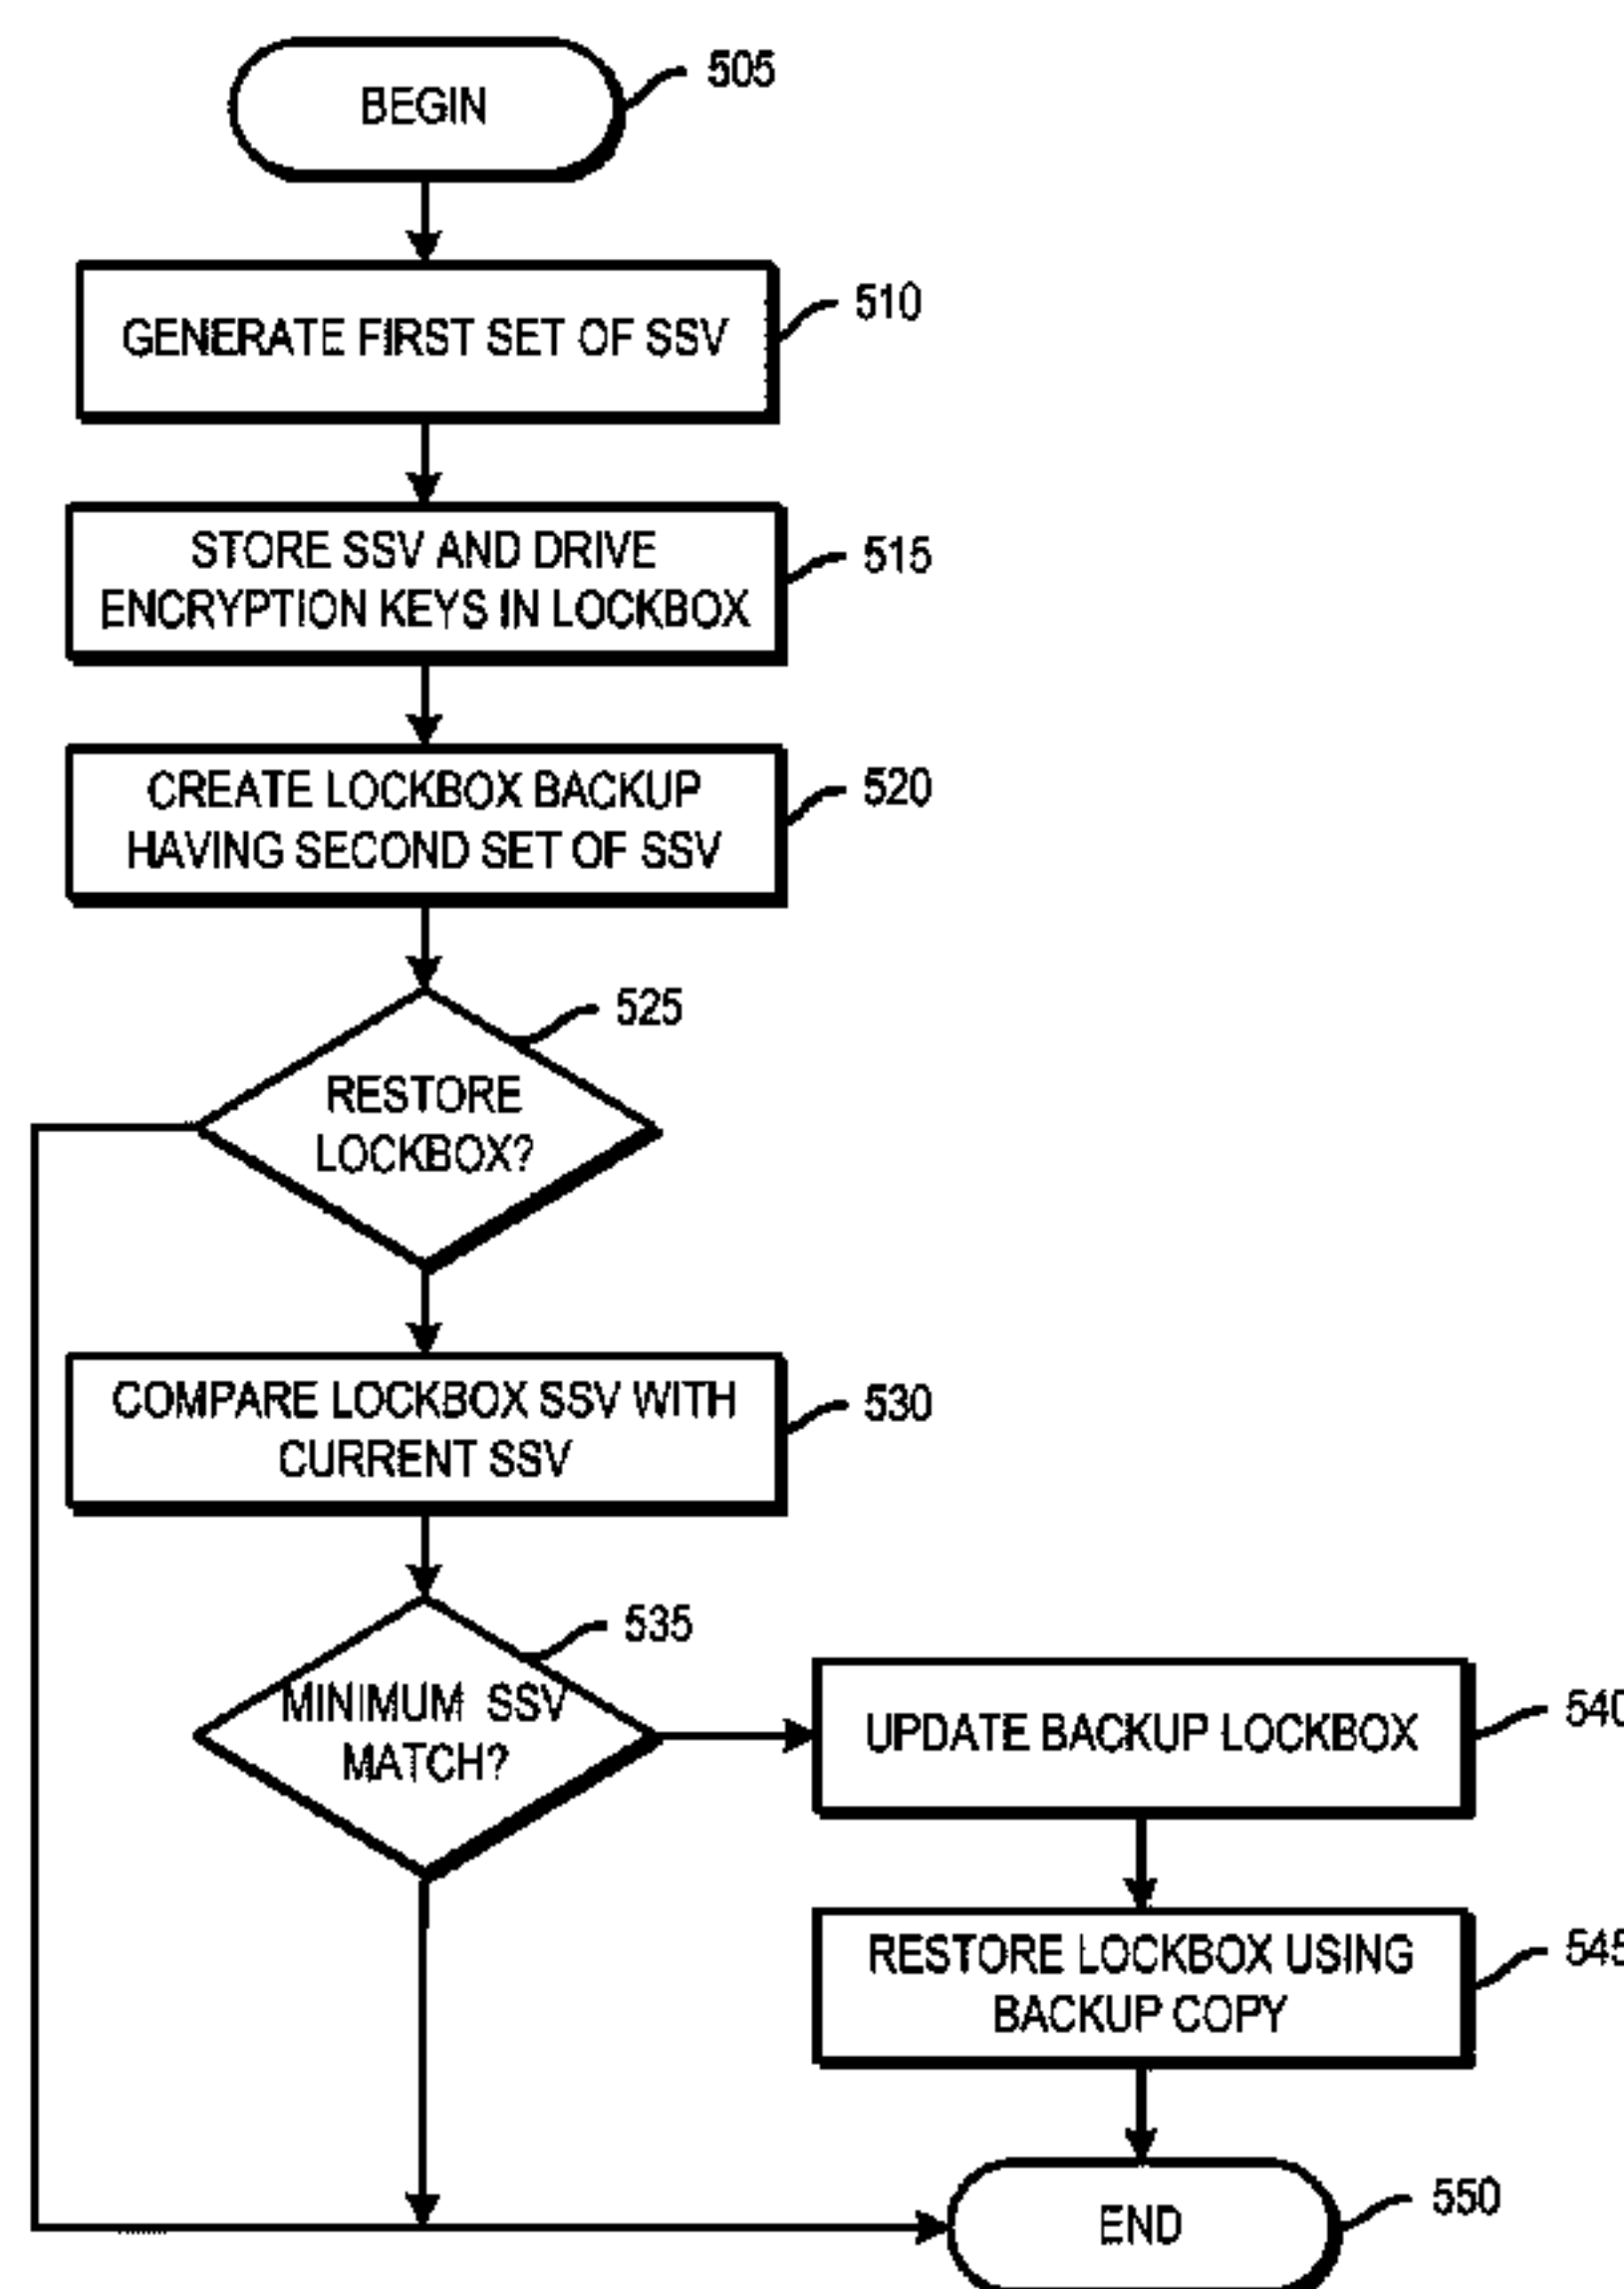 BEGIN
505
GENERATE FIRST SET OF SSV
510
STORE SSV AND DRIVE
ENCRYPTION KEYS IN LOCKBOX
515
CREATE LOCKBOX BACKUP
HAVING SECOND SET OF SSV
520
525
RESTORE
LOCKBOX?
COMPARE LOCKBOX SSV WITH
CURRENT SSV
530
535
MINIMUM SSV
MATCH?
UPDATE BACKUP LOCKBOX
540
RESTORE LOCKBOX USING
BACKUP COPY
545
END
550